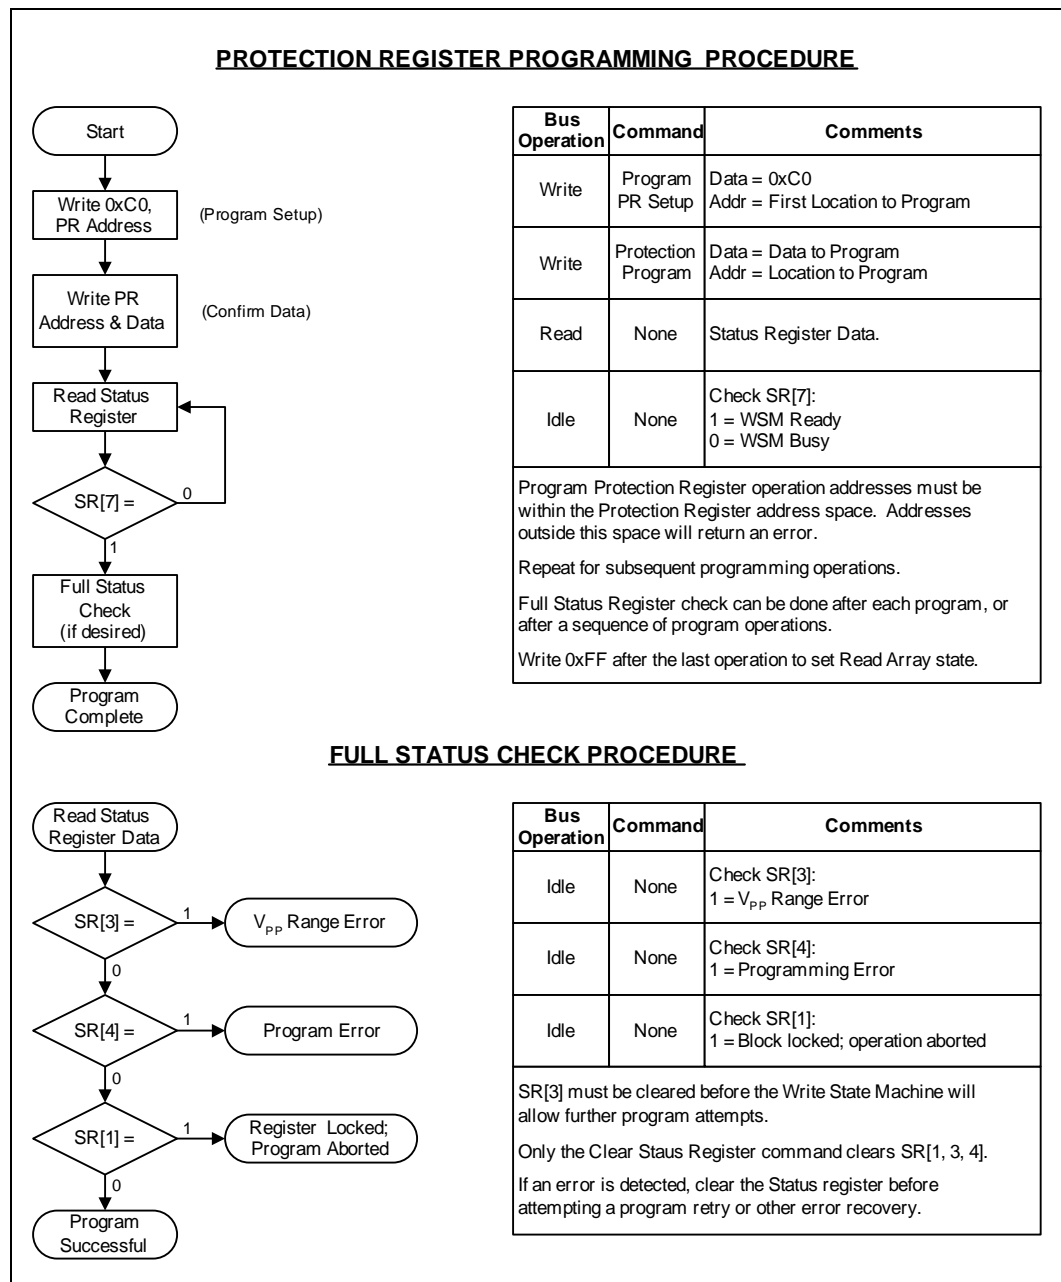 PROTECTION REGISTER PROGRAMMING PROCEDURE
Start
Write 0xC0,
PR Address
(Program Setup)
Write PR
Address & Data
(Confirm Data)
Read Status
Register
SR[7] =
0
1
Full Status
Check
(if desired)
Program
Complete
Bus
Operation
Command
Comments
Write
Program
PR Setup
Data = 0xC0
Addr = First Location to Program
Write
Protection
Program
Data = Data to Program
Addr = Location to Program
Read
None
Status Register Data.
Idle
None
Check SR[7]:
1 = WSM Ready
0 = WSM Busy
Program Protection Register operation addresses must be
within the Protection Register address space. Addresses
outside this space will return an error.
Repeat for subsequent programming operations.
Full Status Register check can be done after each program, or
after a sequence of program operations.
Write 0xFF after the last operation to set Read Array state.
FULL STATUS CHECK PROCEDURE
Read Status
Register Data
SR[3] =
1
VPP Range Error
0
SR[4] =
1
Program Error
0
SR[1] =
1
Register Locked;
Program Aborted
0
Program
Successful
Bus
Operation
Command
Comments
Idle
None
Check SR[3]:
1 = VPP Range Error
Idle
None
Check SR[4]:
1 = Programming Error
Idle
None
Check SR[1]:
1 = Block locked; operation aborted
SR[3] must be cleared before the Write State Machine will
allow further program attempts.
Only the Clear Staus Register command clears SR[1, 3, 4].
If an error is detected, clear the Status register before
attempting a program retry or other error recovery.